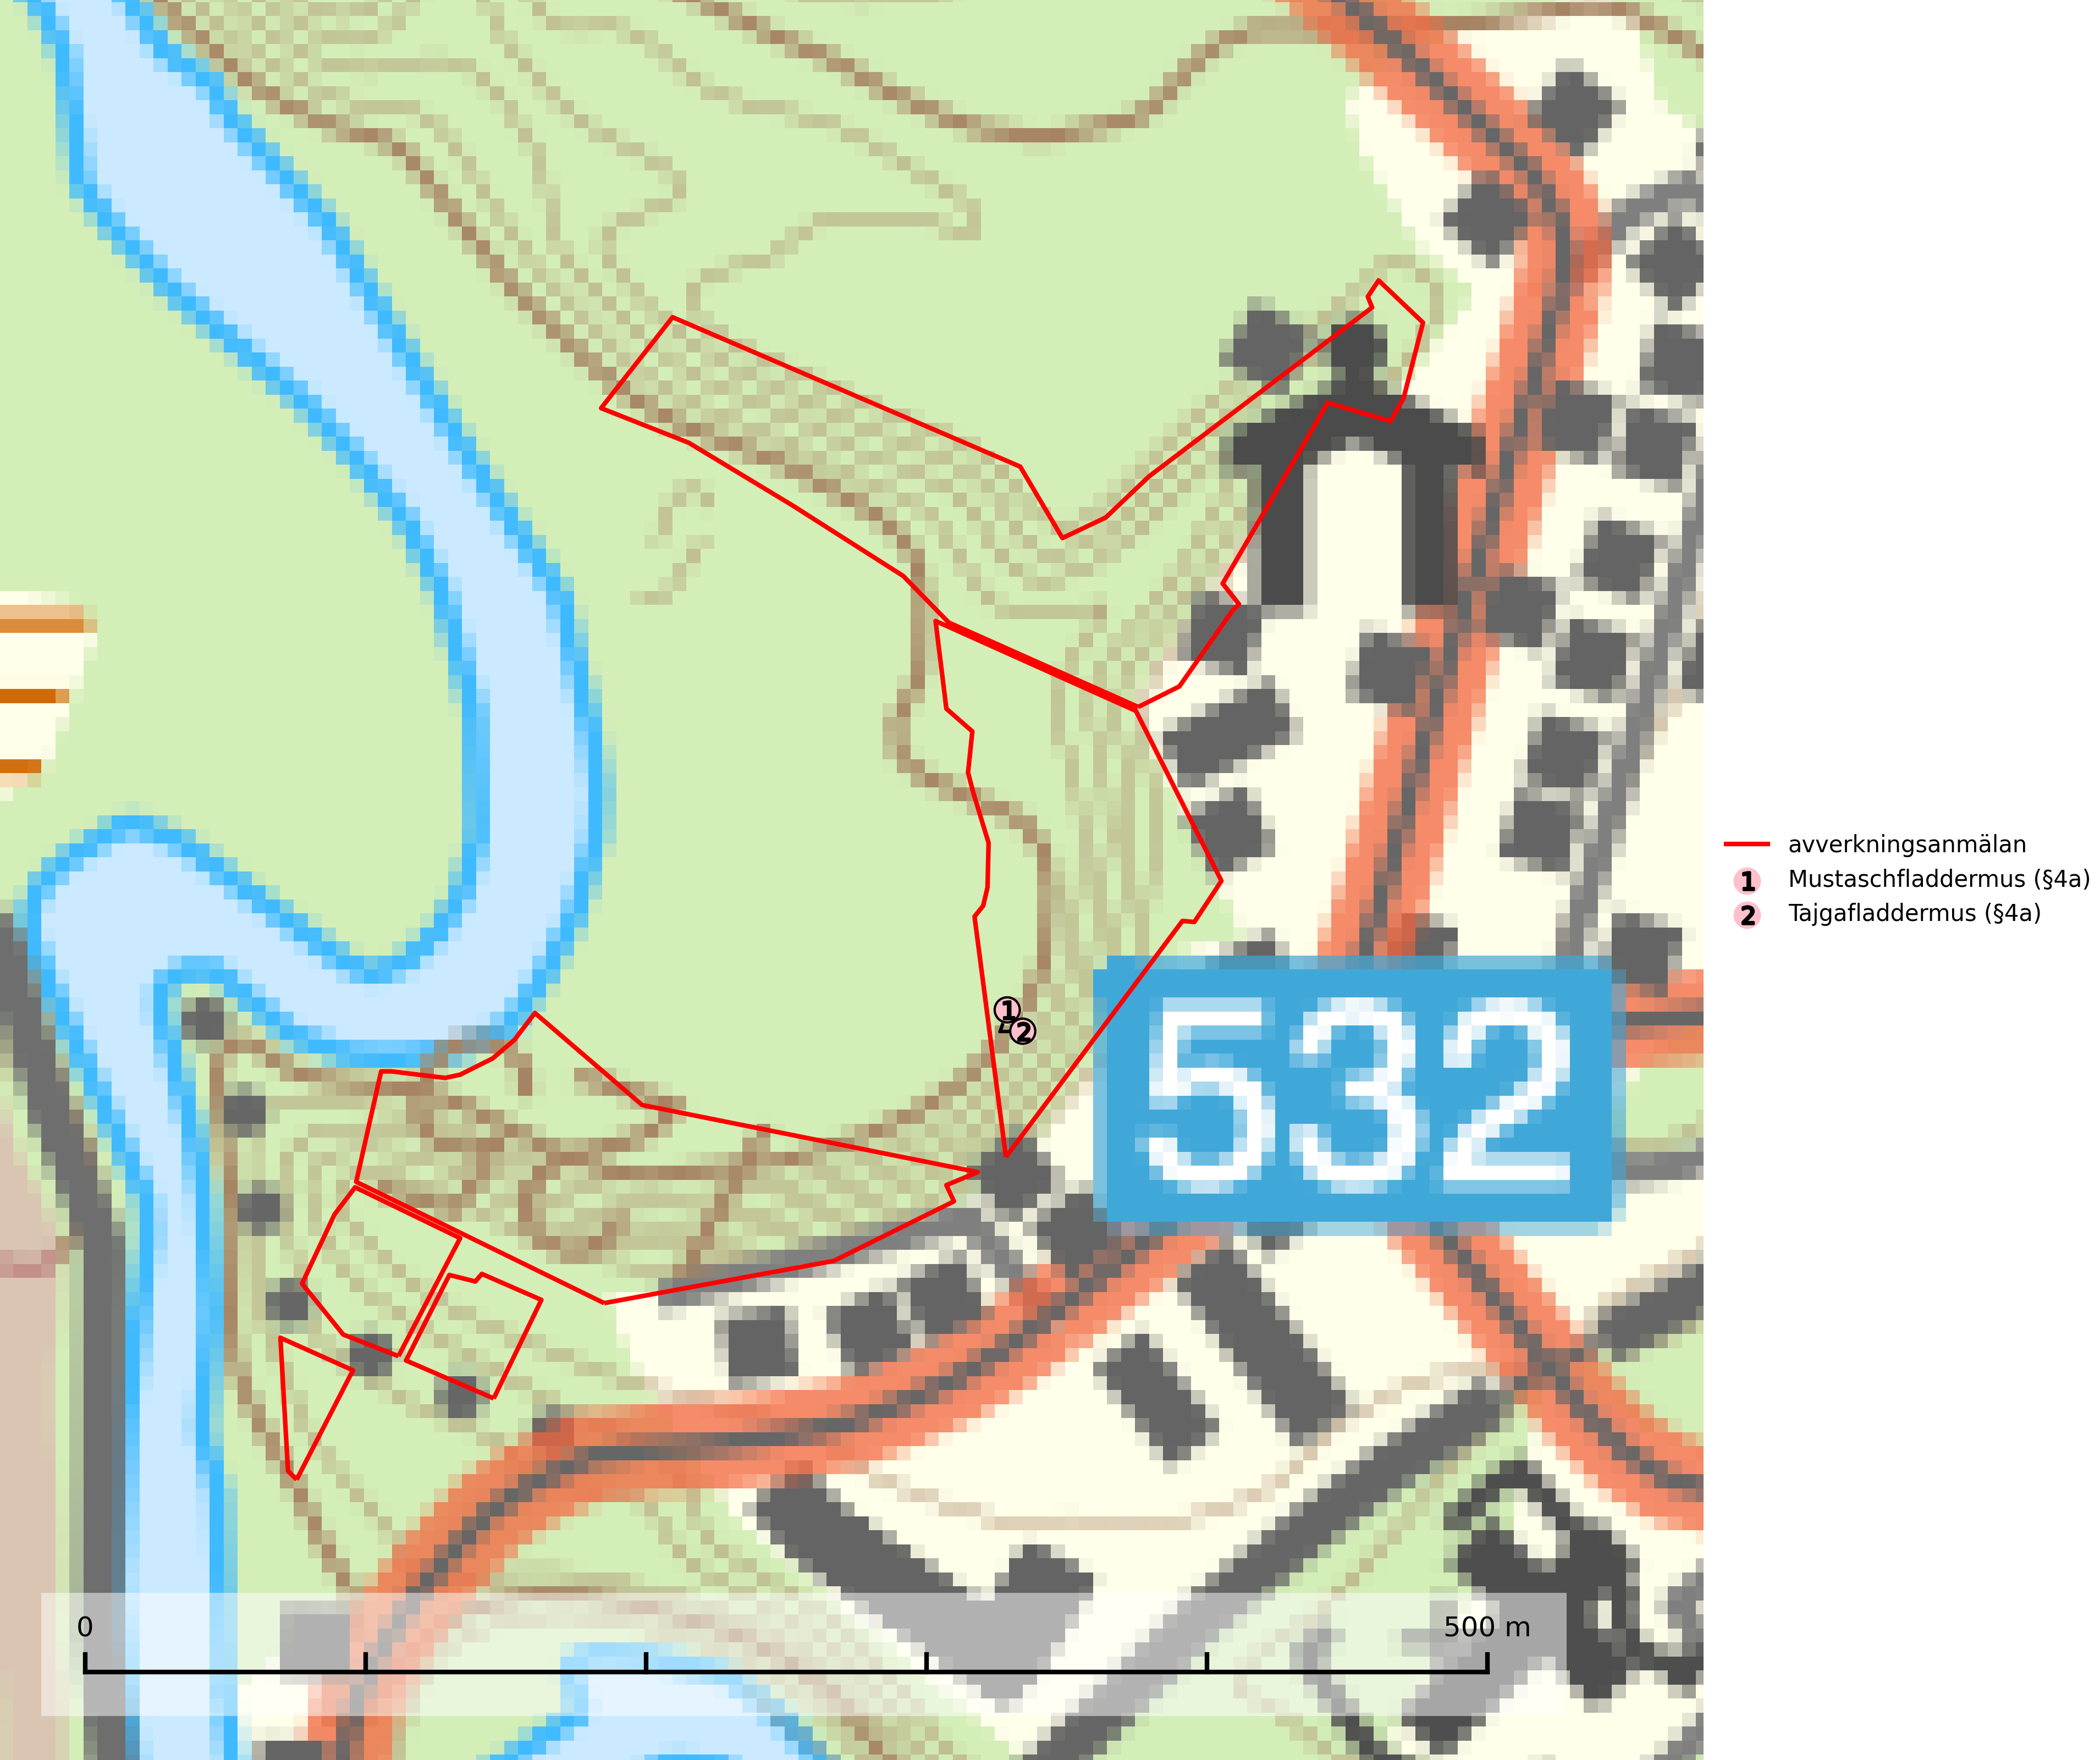 avverkningsanmälan
1 Mustaschfladdermus (§4a)
2 Tajgafladdermus (§4a)
1
2
532
0
500 m